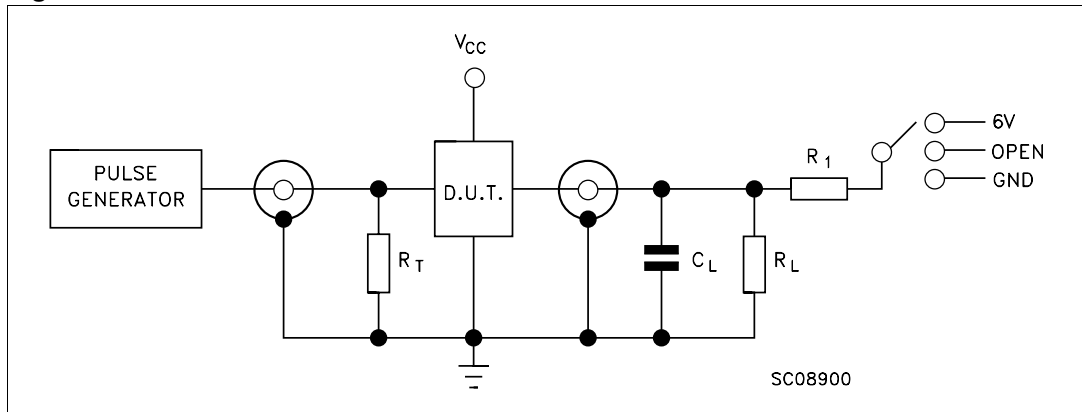 VCC
PULSE
GENERATOR
D.U.T.
RT
CL
RL
R1
6V
OPEN
GND
SC08900